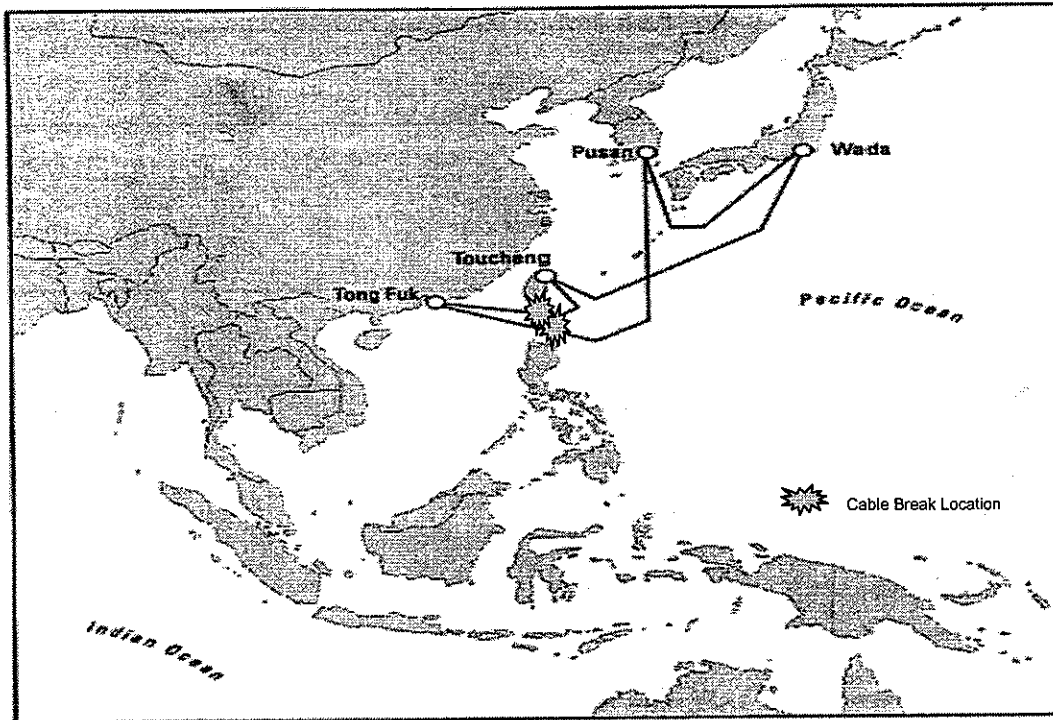 Pusan
Wada
Toucheng
Tong Fuk
Pacific Ocean
Cable Break Location
Indian Ocean